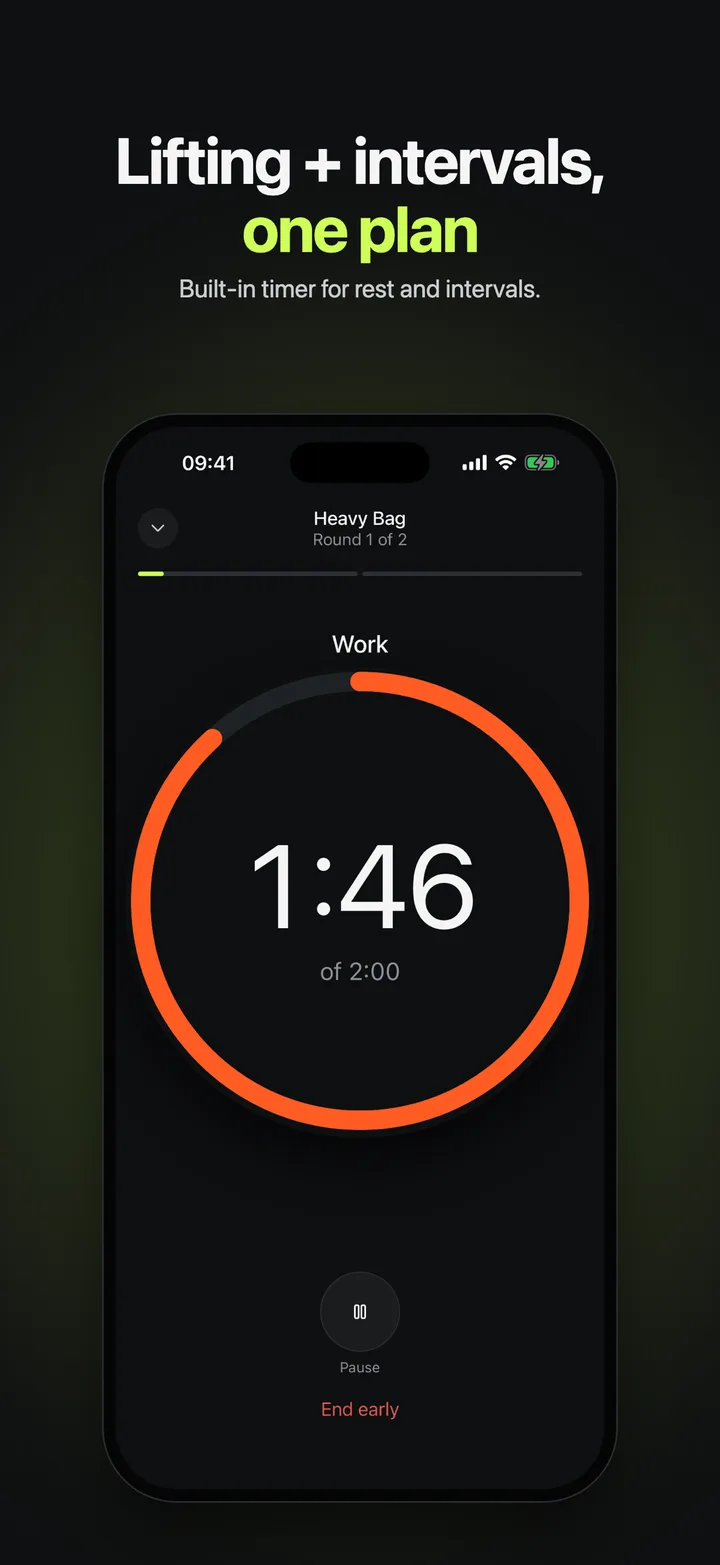 Lifting + intervals,
one plan
Built-in timer for rest and intervals.
09:41
Heavy Bag
Round 1 of 2
Work
1:46
of 2:00
Pause
End early